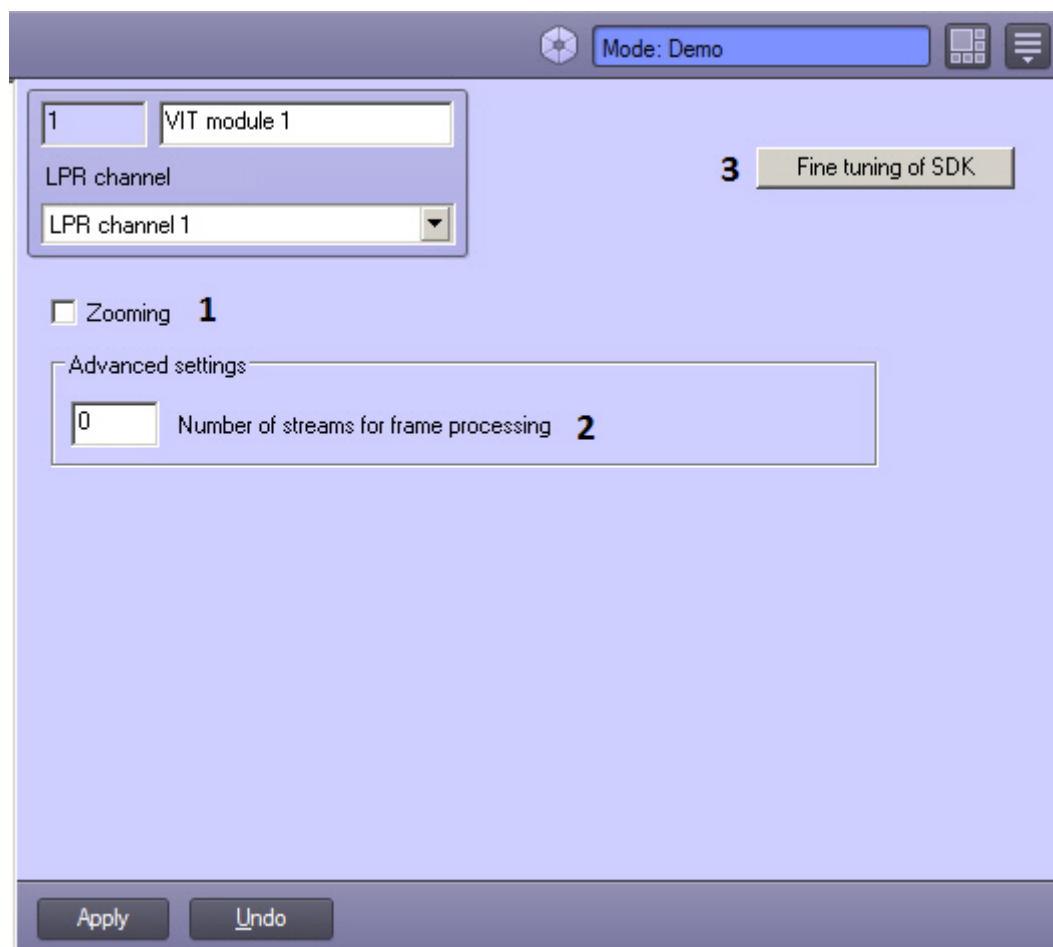 Mode: Demo
1 VIT module 1
LPR channel
3 Fine tuning of SDK
LPR channel 1
Zooming 1
Advanced settings
0 Number of streams for frame processing 2
Apply Undo